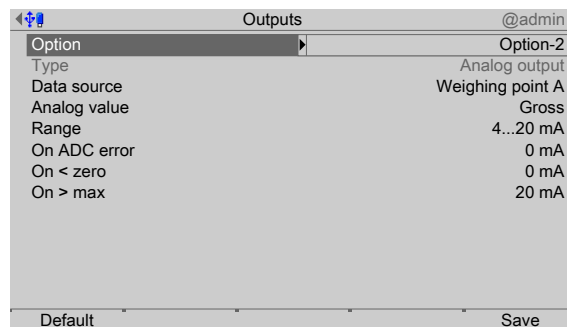 Outputs @admin
Option Option-2
Type Analog output
Data source Weighing point A
Analog value Gross
Range 4...20 mA
On ADC error 0 mA
On < zero 0 mA
On > max 20 mA
Default Save